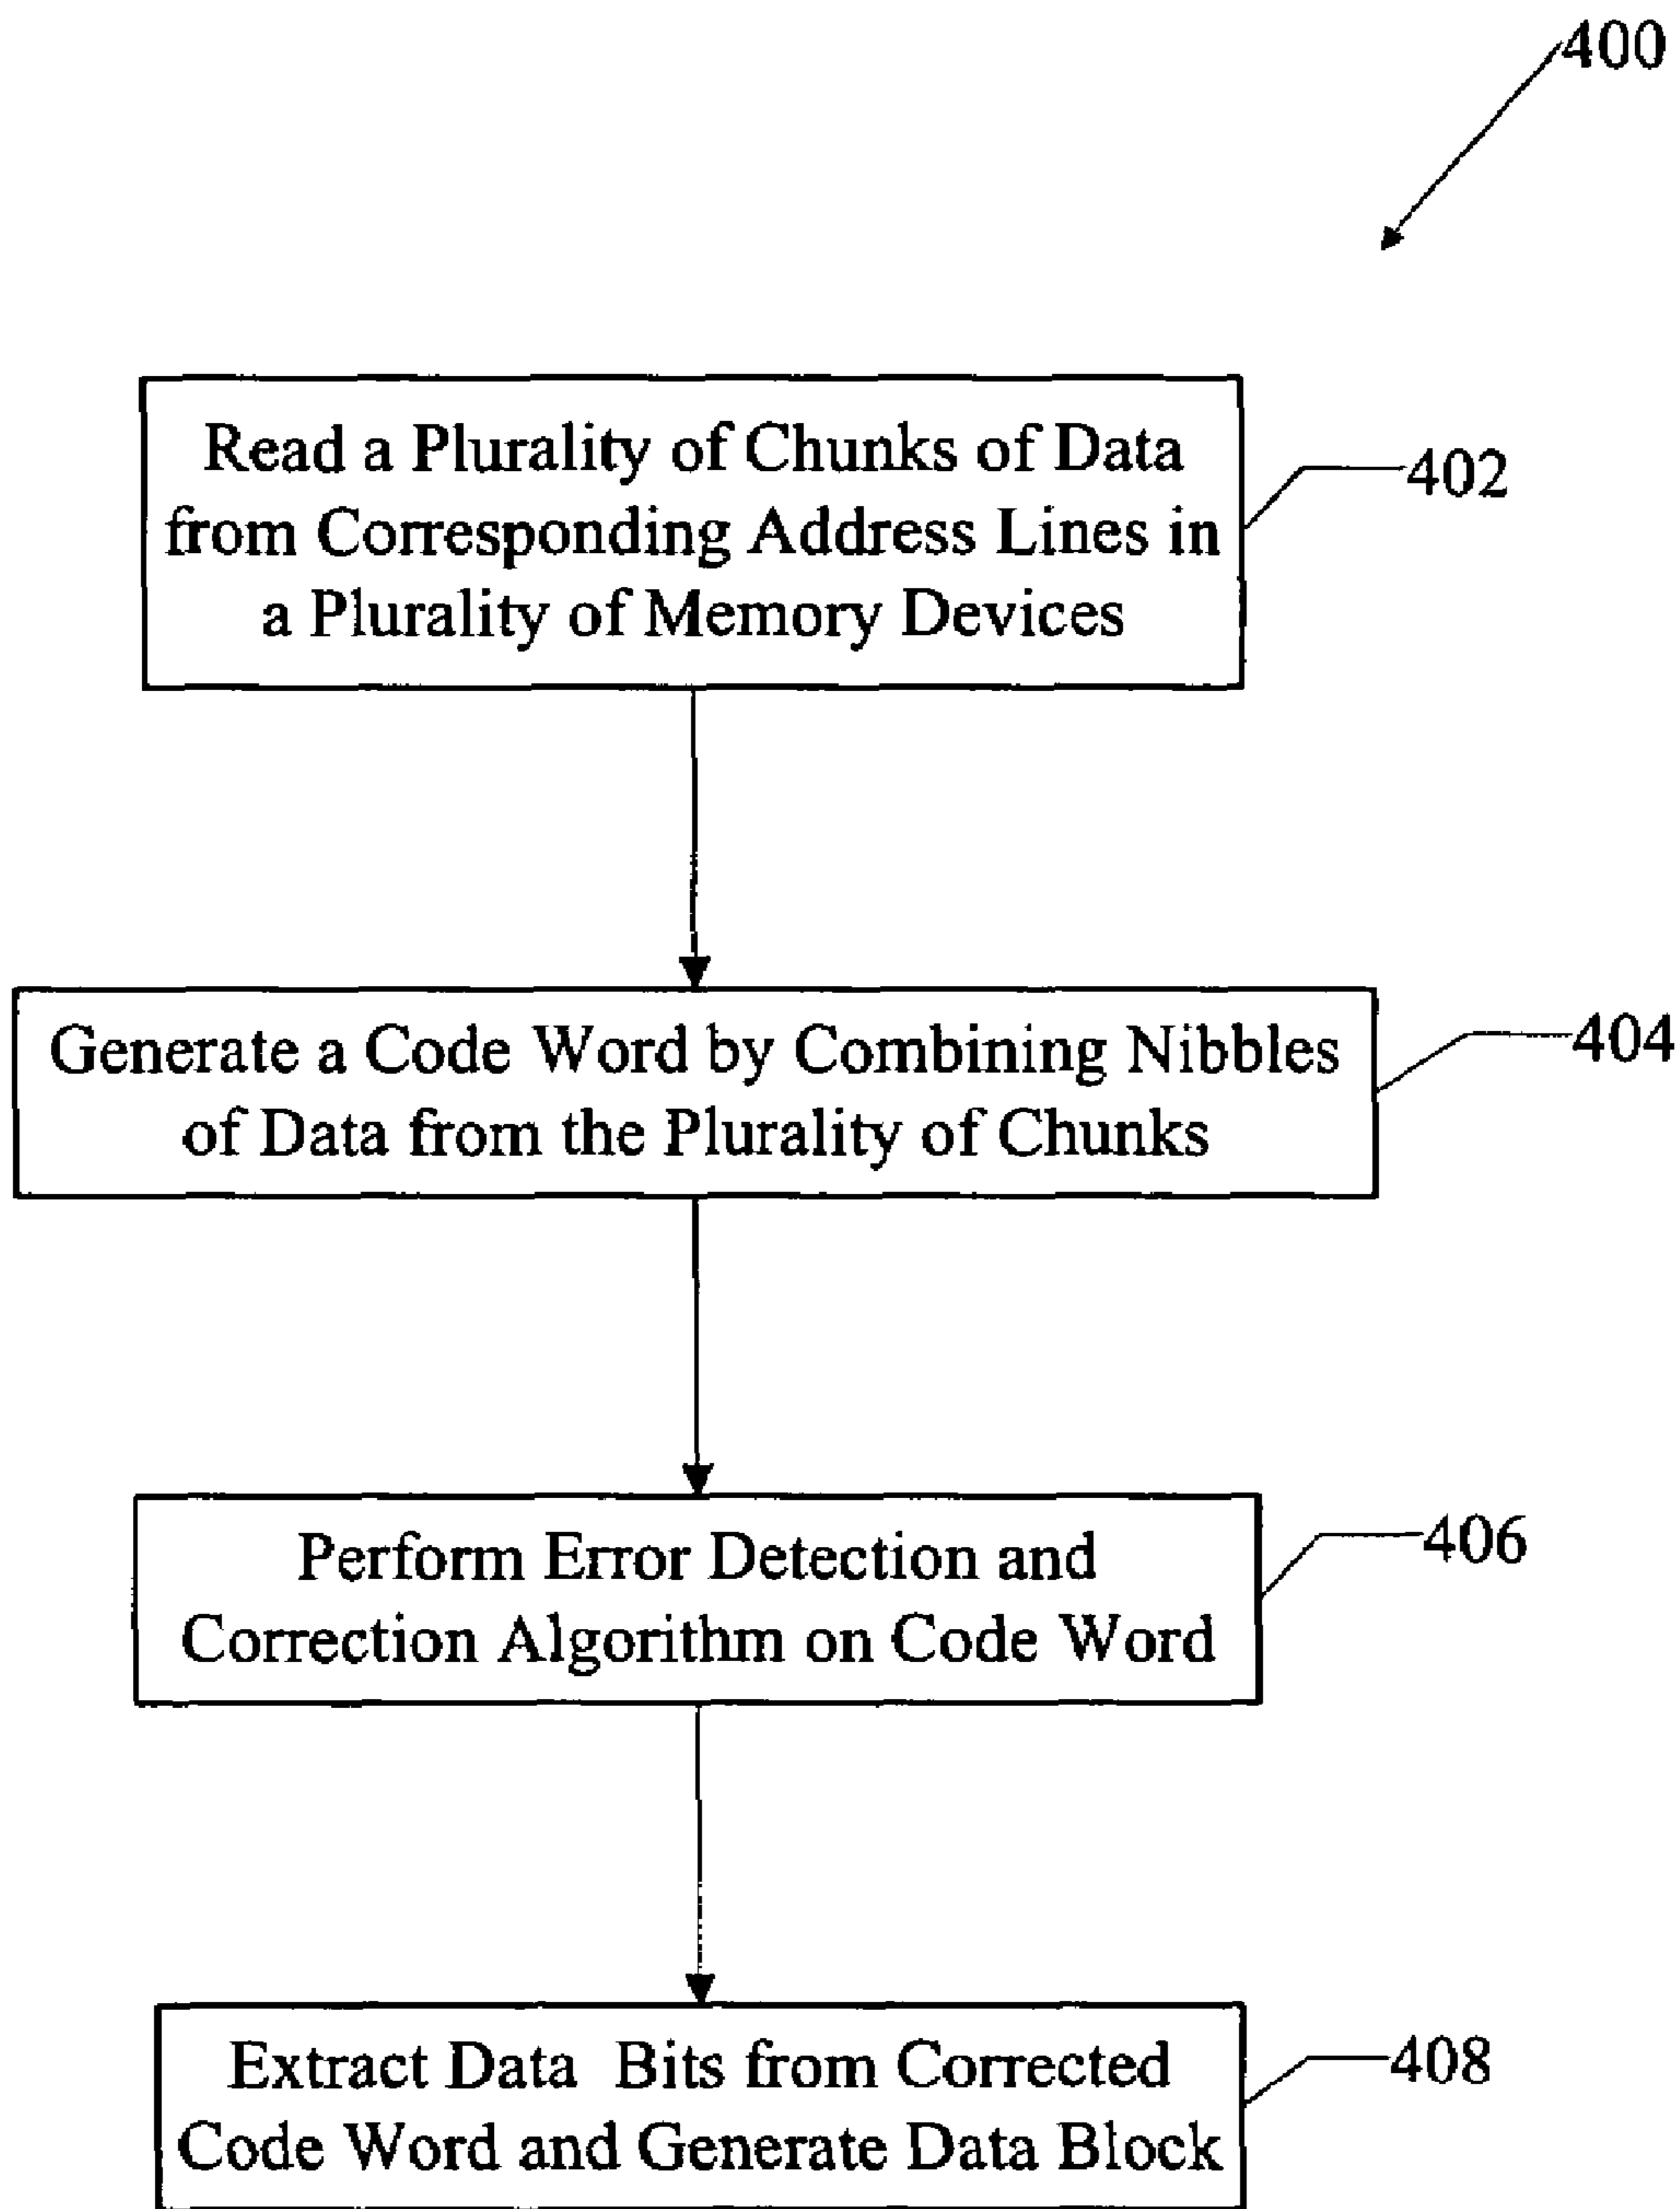 400
Read a Plurality of Chunks of Data
from Corresponding Address Lines in
a Plurality of Memory Devices
402
Generate a Code Word by Combining Nibbles
of Data from the Plurality of Chunks
404
Perform Error Detection and
Correction Algorithm on Code Word
406
Extract Data Bits from Corrected
Code Word and Generate Data Block
408